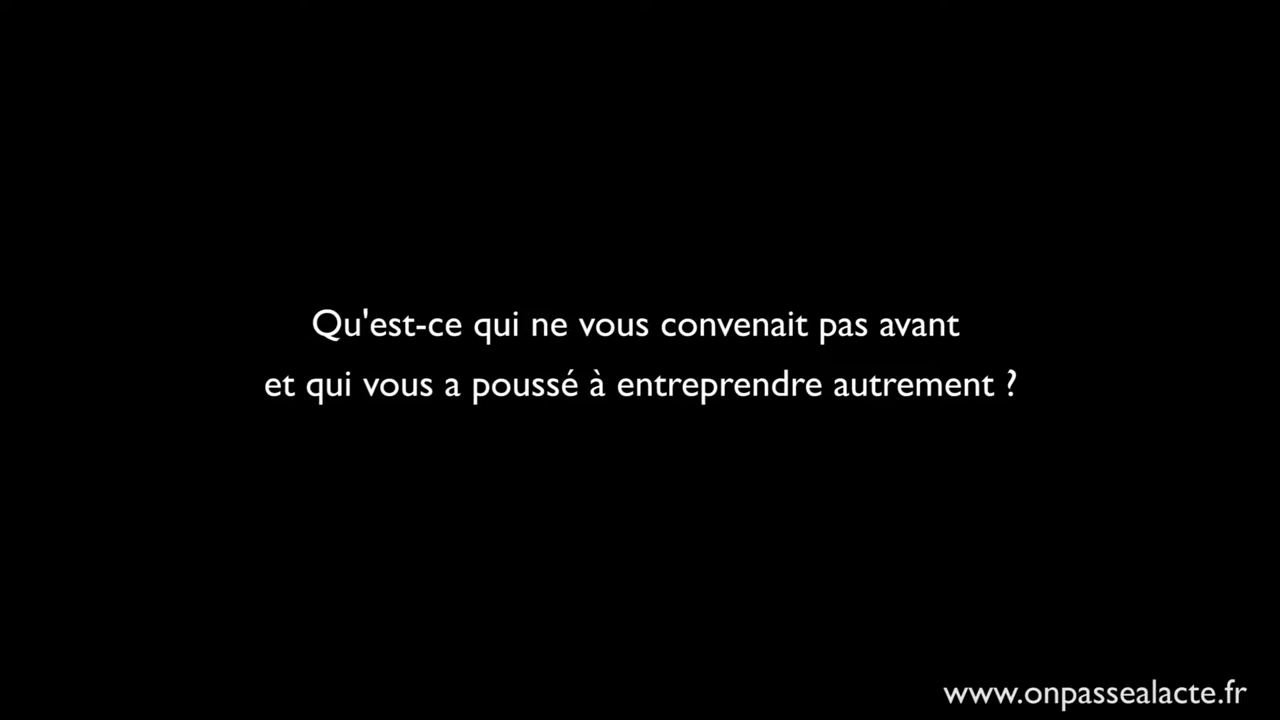 Qu'est-ce qui ne vous convenait pas avant
et qui vous a poussé à entreprendre autrement ?
www.onpassealacte.fr